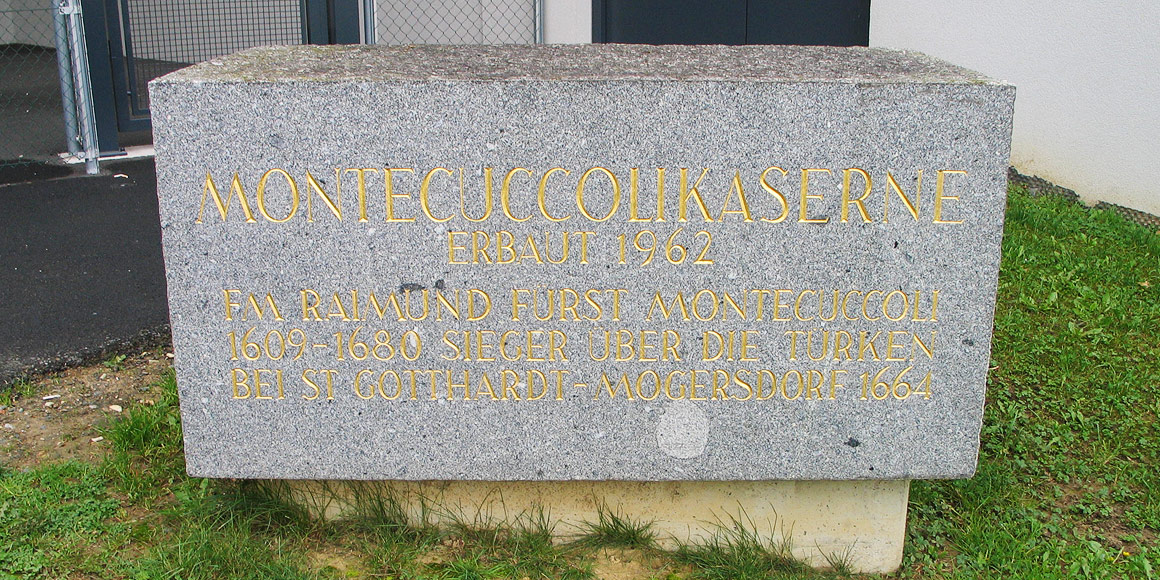 MONTECUCCOLIKASERNE
ERBAUT 1962
FM RAIMUND FÜRST MONTECUCCOLI
1609-1680 SIEGER ÜBER DIE TÜRKEN
BEI ST GOTTHARDT-MOGERSDORF 1664